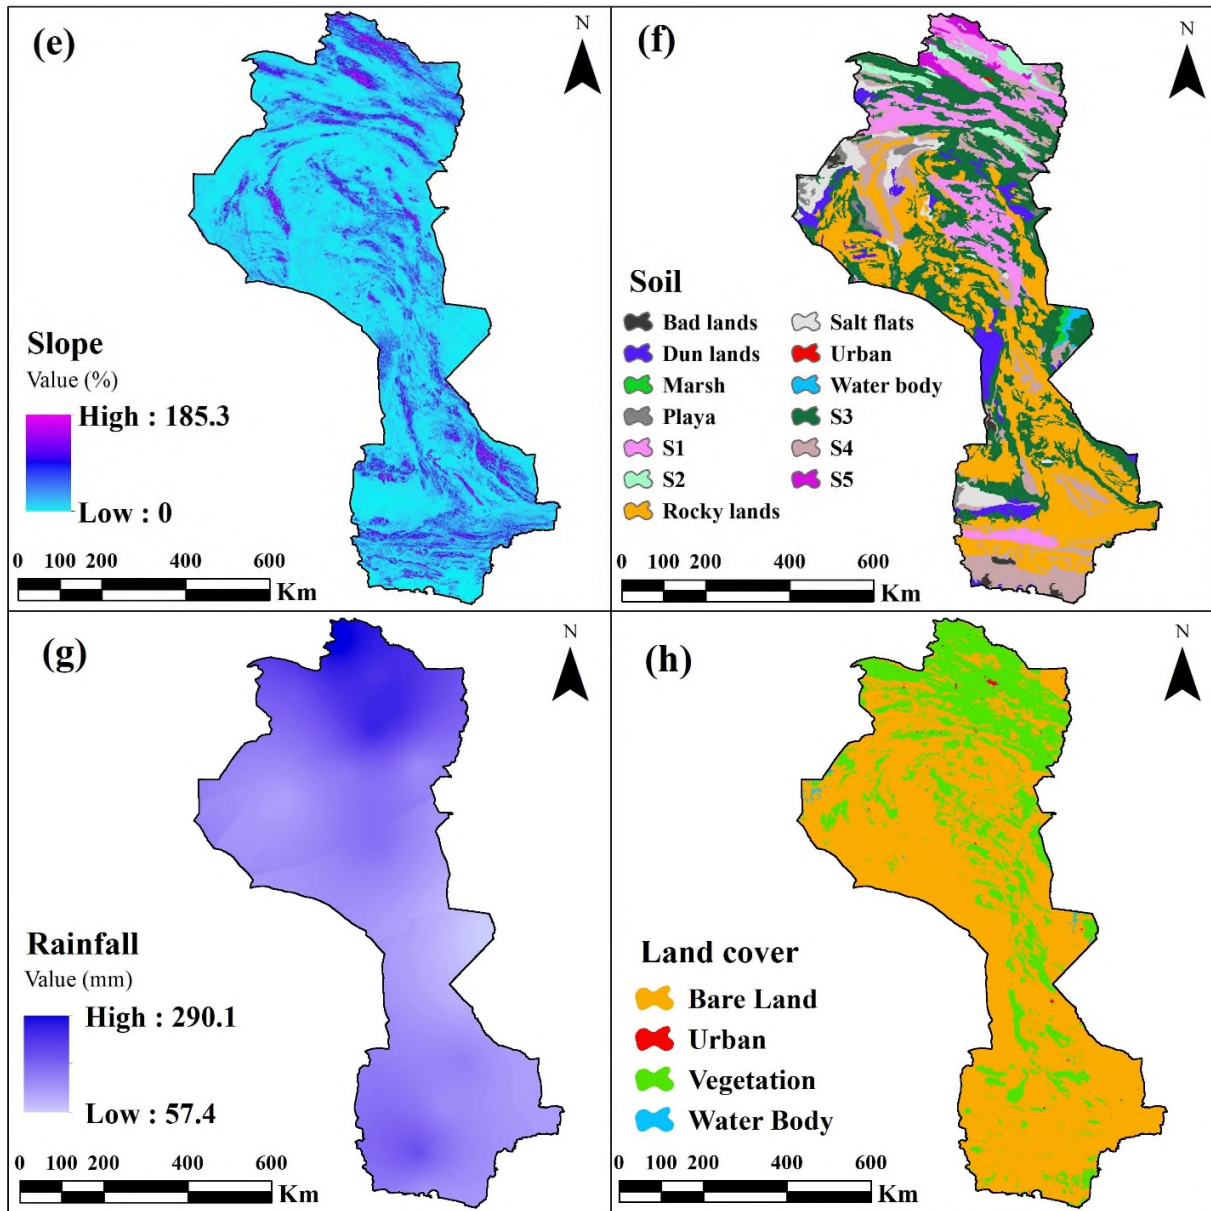 (e)
N
Slope
Value (%)
High : 185.3
Low : 0
0 100 200 400 600
Km
(f)
N
Soil
Bad lands
Salt flats
Dun lands
Urban
Marsh
Water body
Playa
S3
S1
S4
S2
S5
Rocky lands
0 100 200 400 600
Km
(g)
N
Rainfall
Value (mm)
High : 290.1
Low : 57.4
0 100 200 400 600
Km
(h)
N
Land cover
Bare Land
Urban
Vegetation
Water Body
0 100 200 400 600
Km